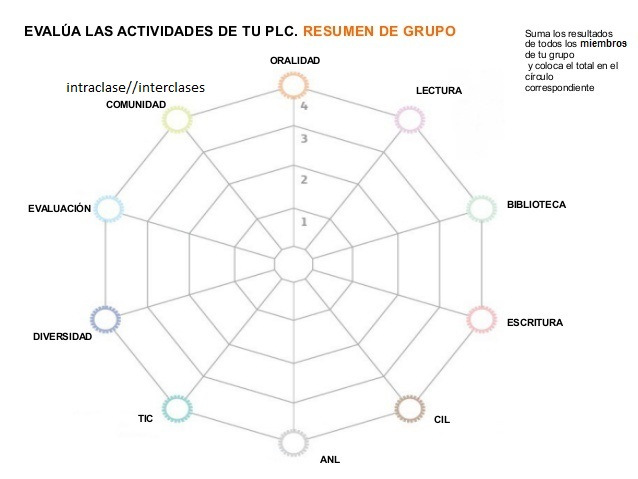 EVALÚA LAS ACTIVIDADES DE TU PLC. RESUMEN DE GRUPO
Suma los resultados
de todos los miembros
de tu grupo
y coloca el total en el
círculo
correspondiente
ORALIDAD
intraclase//interclases
COMUNIDAD
LECTURA
4
3
2
1
EVALUACIÓN
BIBLIOTECA
DIVERSIDAD
ESCRITURA
TIC
CIL
ANL